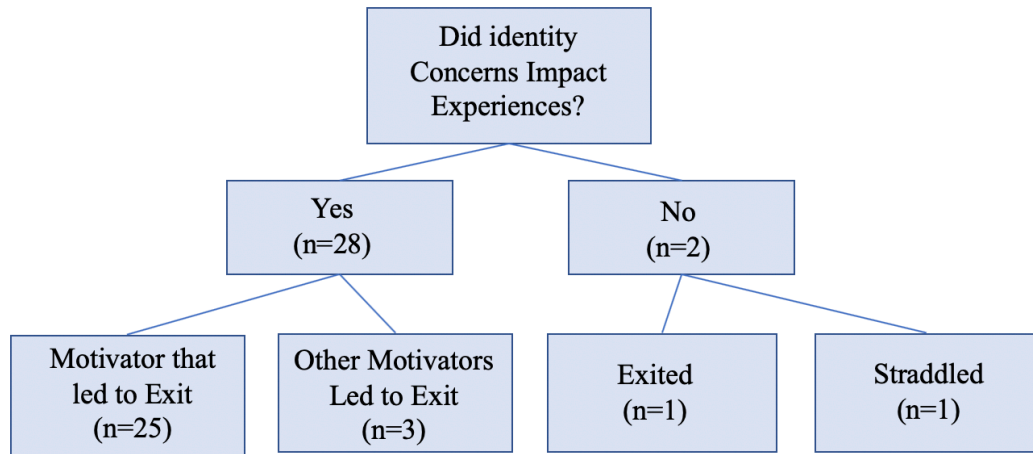 Did identity
Concerns Impact
Experiences?
Yes
(n=28)
No
(n=2)
Motivator that
led to Exit
(n=25)
Other Motivators
Led to Exit
(n=3)
Exited
(n=1)
Straddled
(n=1)